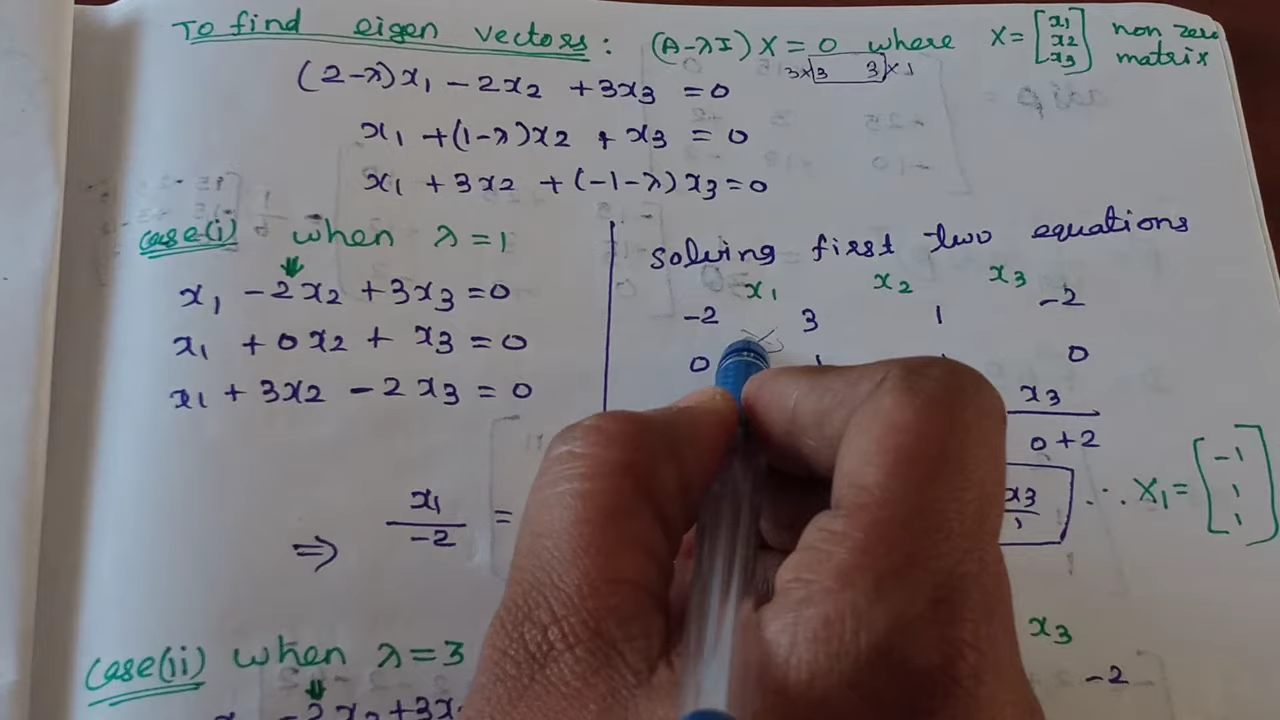 To find eigen vectors: (A-λI) X = 0 where X = [x1 x2 x3] non zero matrix
3×3 3×1
(2-λ)x1 - 2x2 + 3x3 = 0
x1 + (1-λ)x2 + x3 = 0
x1 + 3x2 + (-1-λ) x3 = 0
case(i) when λ = 1
x1 - 2x2 + 3x3 = 0
x1 + 0x2 + x3 = 0
x1 + 3x2 - 2x3 = 0
solving first two equations
x1 x2 x3
-2 3 1 -2
0 1 0
x3
0+2
⇒ x1/-2 =
x3/1 ∴ X1 = [-1 1 1]
case(ii) when λ = 3
-2x2 + 3x
x3
-2